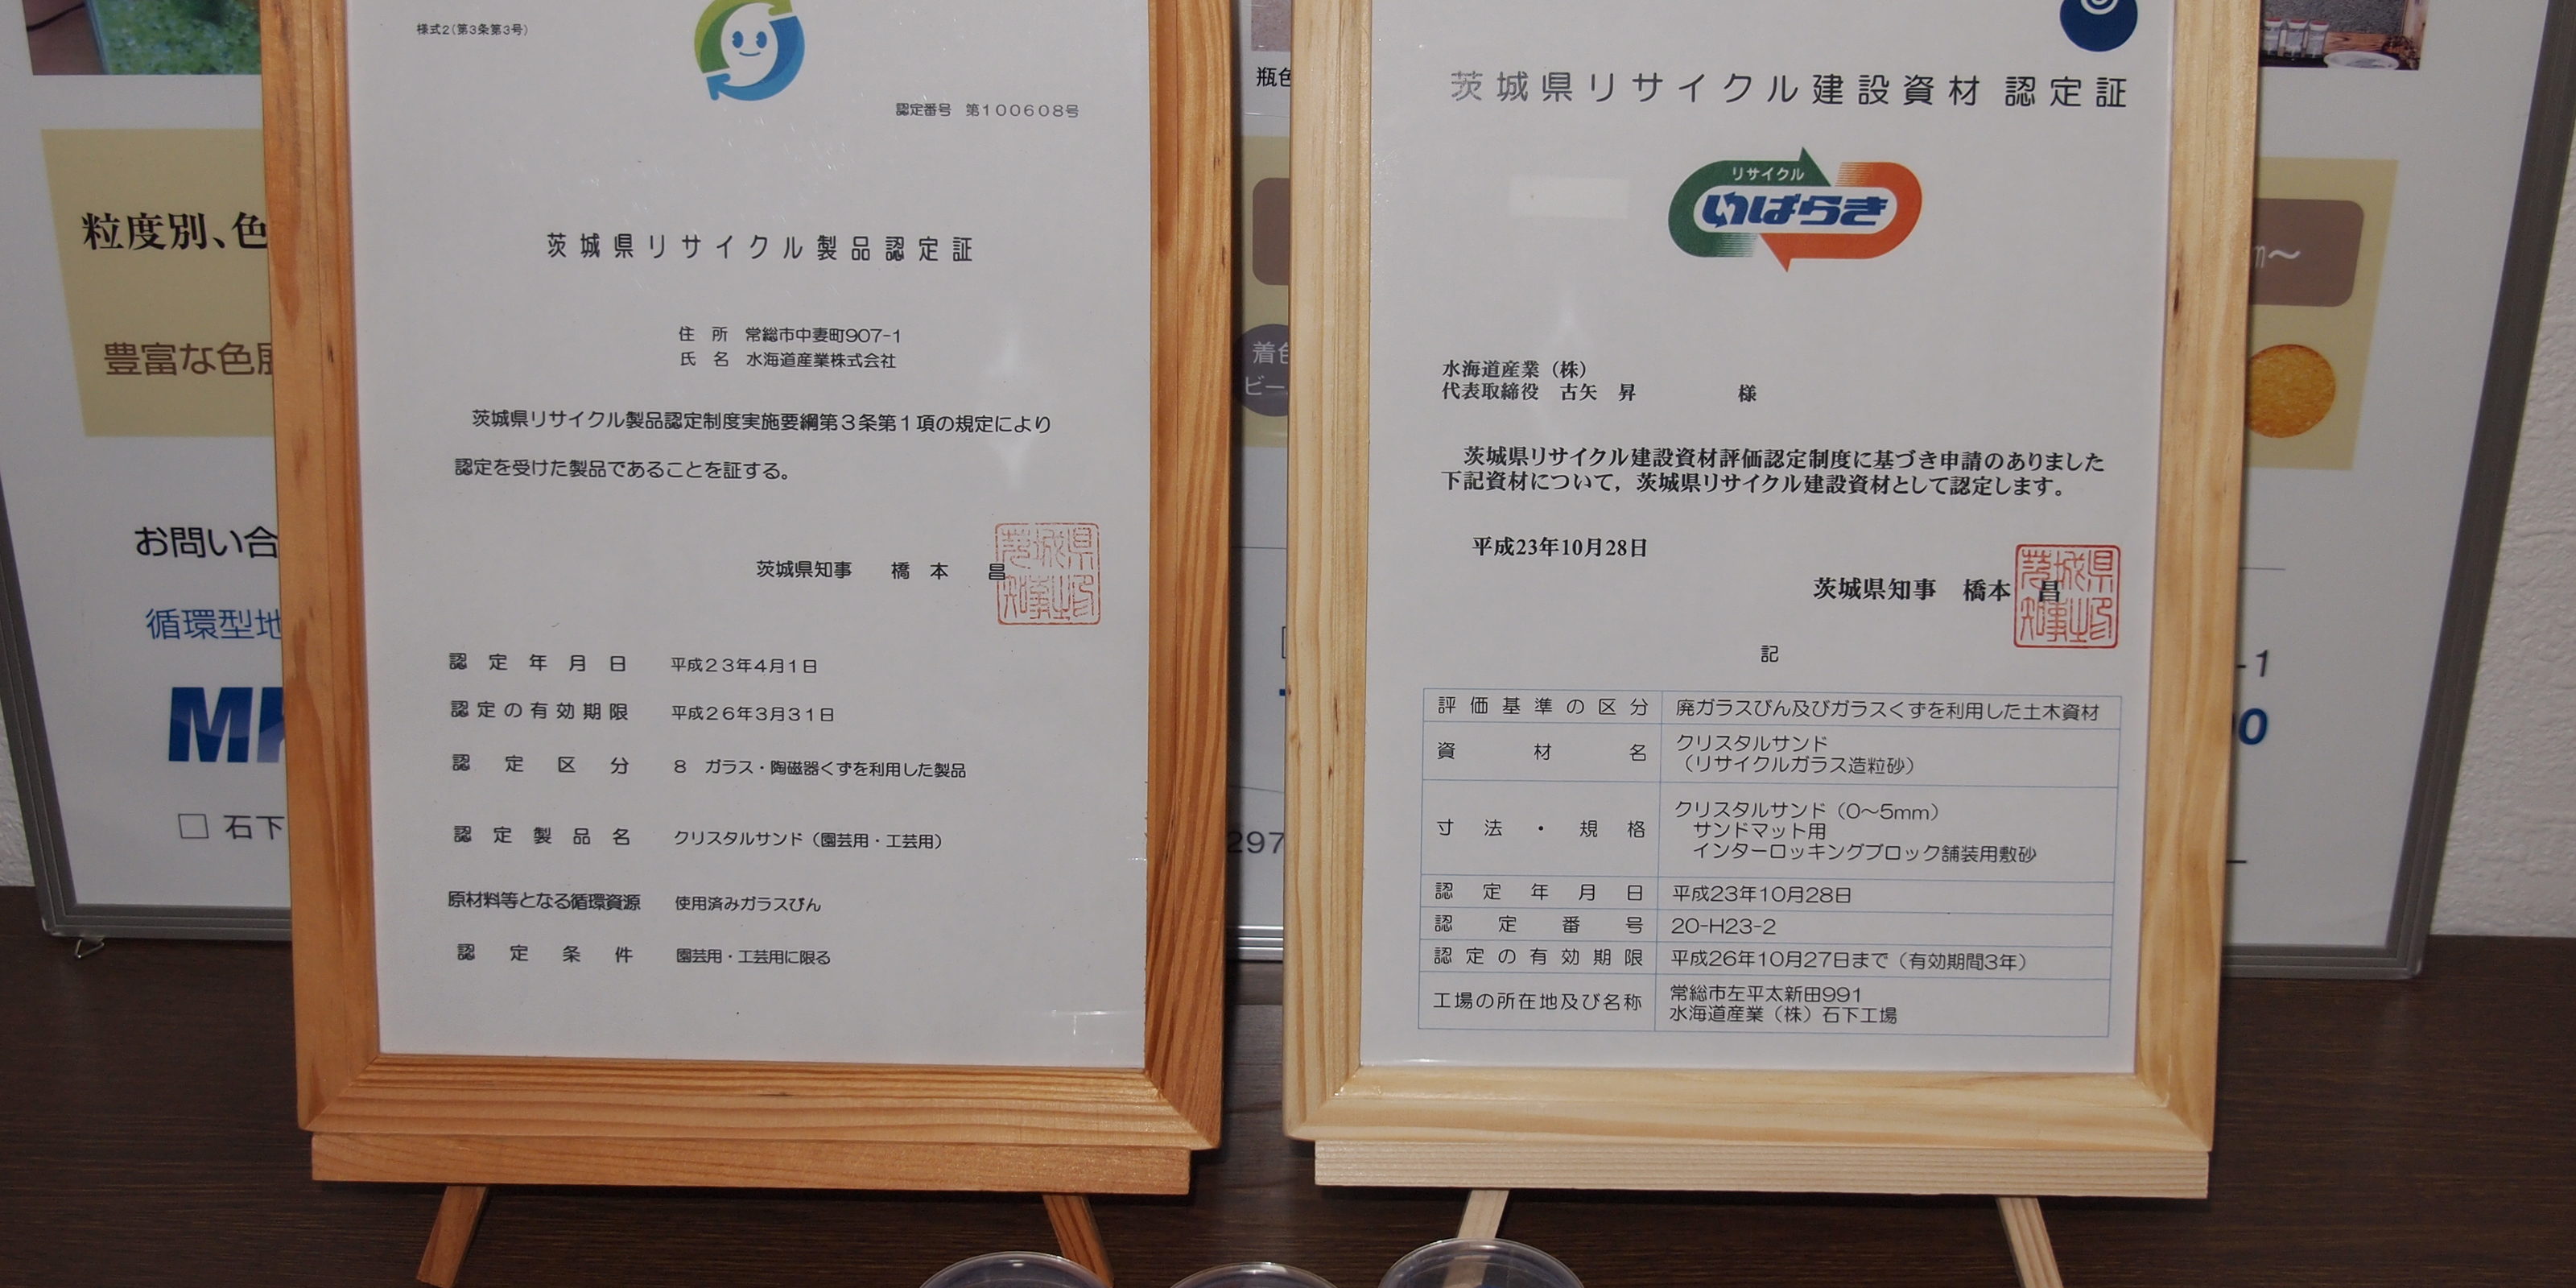 様式2(第3条第3号)
認定番号 第100608号
茨城県リサイクル製品認定証
住所 常総市中妻町907-1
氏名 水海道産業株式会社
茨城県リサイクル製品認定制度実施要綱第3条第1項の規定により
認定を受けた製品であることを証する。
茨城県知事 橋本 昌
茨城県知事之印
認定年月日 平成23年4月1日
認定の有効期限 平成26年3月31日
認定区分 8 ガラス・陶磁器くずを利用した製品
認定製品名 クリスタルサンド(園芸用・工芸用)
原材料等となる循環資源 使用済みガラスびん
認定条件 園芸用・工芸用に限る
茨城県リサイクル建設資材 認定証
リサイクル
いばらき
水海道産業(株)
代表取締役 古矢 昇 様
茨城県リサイクル建設資材評価認定制度に基づき申請のありました
下記資材について,茨城県リサイクル建設資材として認定します。
平成23年10月28日
茨城県知事 橋本 昌
茨城県知事之印
記
評価基準の区分 廃ガラスびん及びガラスくずを利用した土木資材
資材名 クリスタルサンド
(リサイクルガラス造粒砂)
寸法・規格 クリスタルサンド(0〜5mm)
サンドマット用
インターロッキングブロック舗装用敷砂
認定年月日 平成23年10月28日
認定番号 20-H23-2
認定の有効期限 平成26年10月27日まで(有効期間3年)
工場の所在地及び名称 常総市左平太新田991
水海道産業(株)石下工場
粒度別、色
豊富な色
お問い合
循環型地
M
□ 石下
瓶色
着色
ビー
297
m〜
-1
0